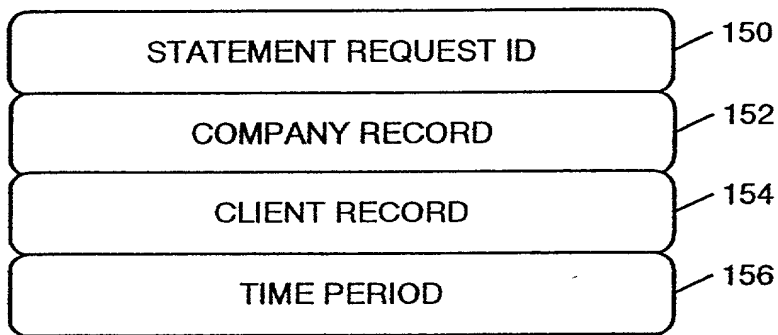 STATEMENT REQUEST ID 150
COMPANY RECORD 152
CLIENT RECORD 154
TIME PERIOD 156